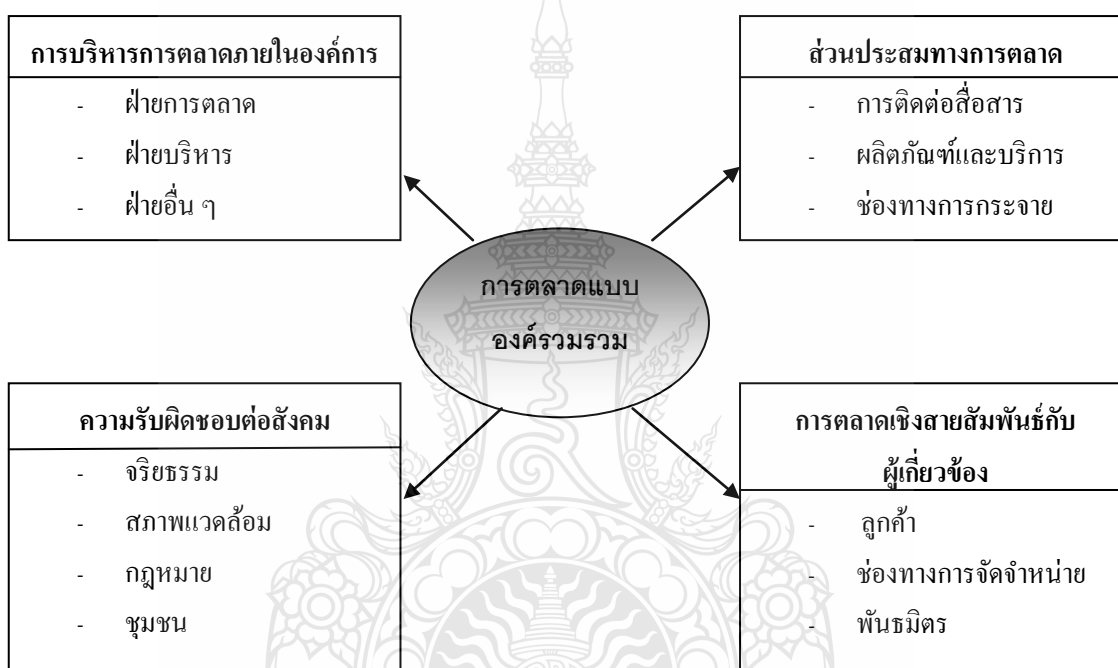 การบริหารการตลาดภายในองค์การ
- ฝ่ายการตลาด
- ฝ่ายบริหาร
- ฝ่ายอื่น ๆ
ส่วนประสมทางการตลาด
- การติดต่อสื่อสาร
- ผลิตภัณฑ์และบริการ
- ช่องทางการกระจาย
การตลาดแบบ
องค์รวมรวม
ความรับผิดชอบต่อสังคม
- จริยธรรม
- สภาพแวดล้อม
- กฎหมาย
- ชุมชน
การตลาดเชิงสายสัมพันธ์กับ
ผู้เกี่ยวข้อง
- ลูกค้า
- ช่องทางการจัดจำหน่าย
- พันธมิตร